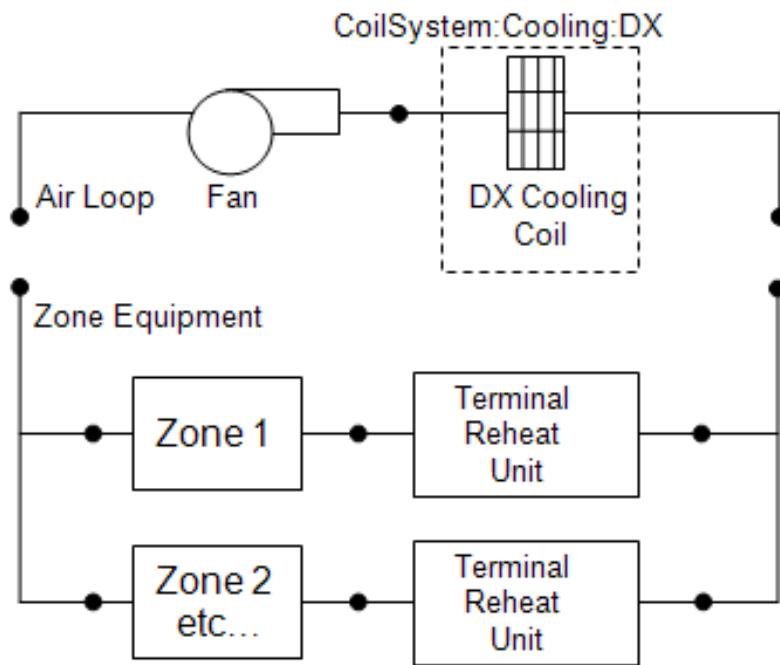 CoilSystem:Cooling:DX
Air Loop
Fan
DX Cooling
Coil
Zone Equipment
Zone 1
Terminal
Reheat
Unit
Zone 2
etc...
Terminal
Reheat
Unit